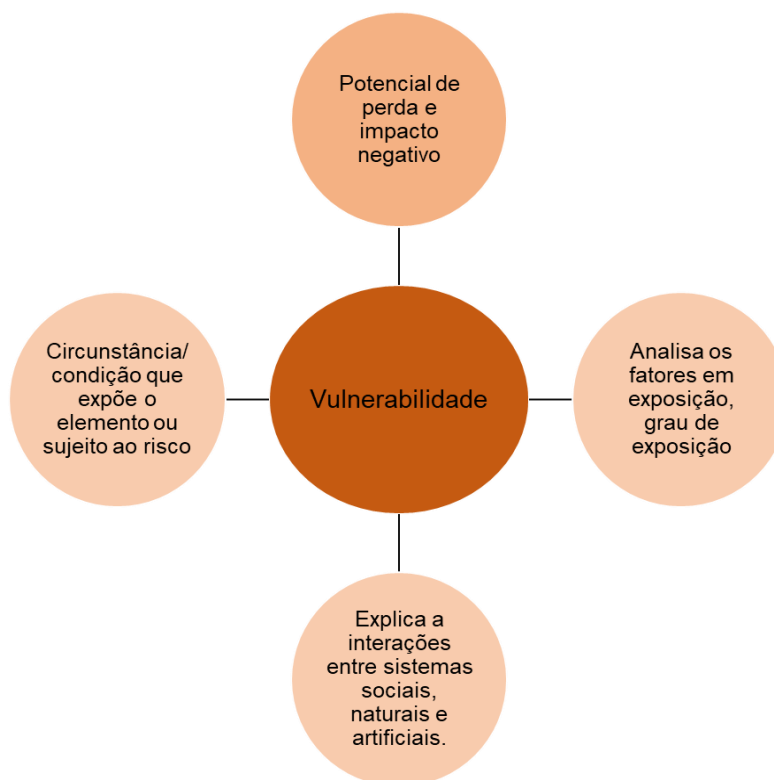 Potencial de
perda e
impacto
negativo
Circunstância/
condição que
expõe o
elemento ou
sujeito ao risco
Vulnerabilidade
Analisa os
fatores em
exposição,
grau de
exposição
Explica a
interações
entre sistemas
sociais,
naturais e
artificiais.